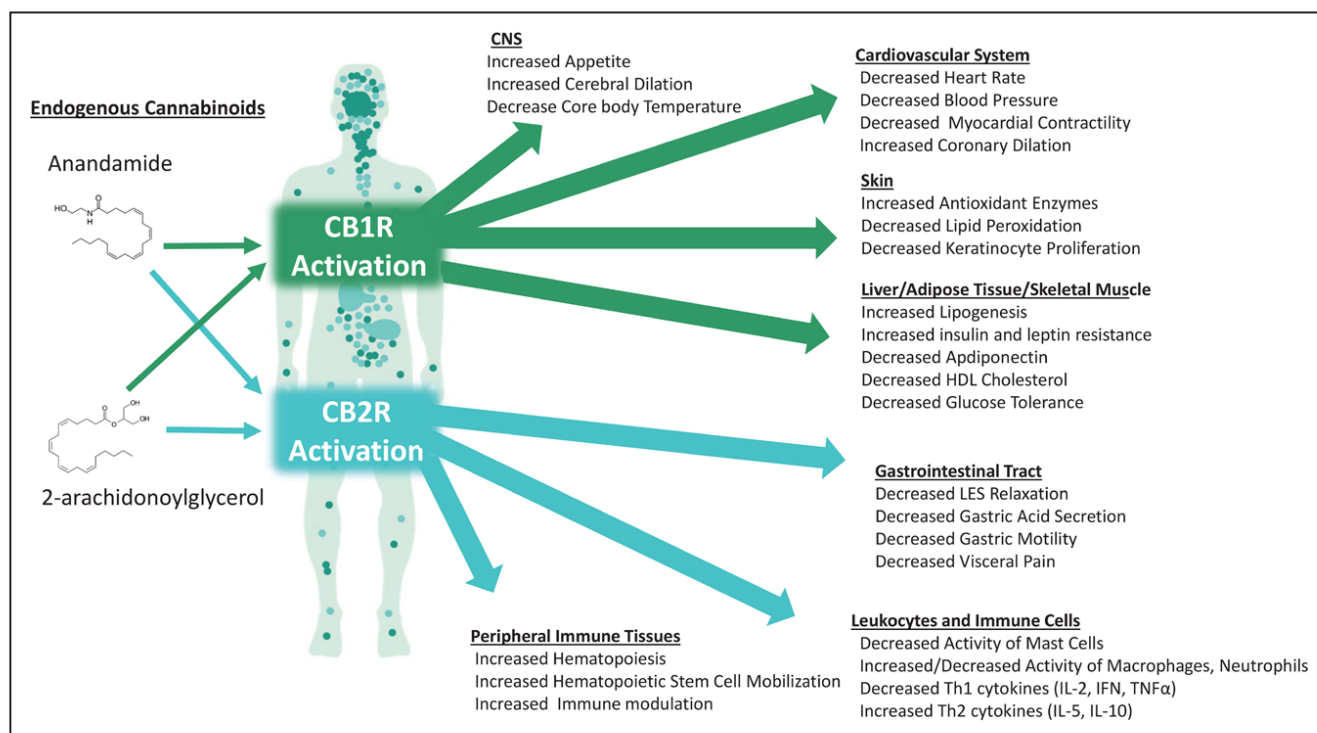 Endogenous Cannabinoids
Anandamide
HO
O
N
H
2-arachidonoylglycerol
O
O
OH
OH
CB1R
Activation
CB2R
Activation
CNS
Increased Appetite
Increased Cerebral Dilation
Decrease Core body Temperature
Cardiovascular System
Decreased Heart Rate
Decreased Blood Pressure
Decreased Myocardial Contractility
Increased Coronary Dilation
Skin
Increased Antioxidant Enzymes
Decreased Lipid Peroxidation
Decreased Keratinocyte Proliferation
Liver/Adipose Tissue/Skeletal Muscle
Increased Lipogenesis
Increased insulin and leptin resistance
Decreased Apdiponectin
Decreased HDL Cholesterol
Decreased Glucose Tolerance
Gastrointestinal Tract
Decreased LES Relaxation
Decreased Gastric Acid Secretion
Decreased Gastric Motility
Decreased Visceral Pain
Leukocytes and Immune Cells
Decreased Activity of Mast Cells
Increased/Decreased Activity of Macrophages, Neutrophils
Decreased Th1 cytokines (IL-2, IFN, TNFα)
Increased Th2 cytokines (IL-5, IL-10)
Peripheral Immune Tissues
Increased Hematopoiesis
Increased Hematopoietic Stem Cell Mobilization
Increased Immune modulation